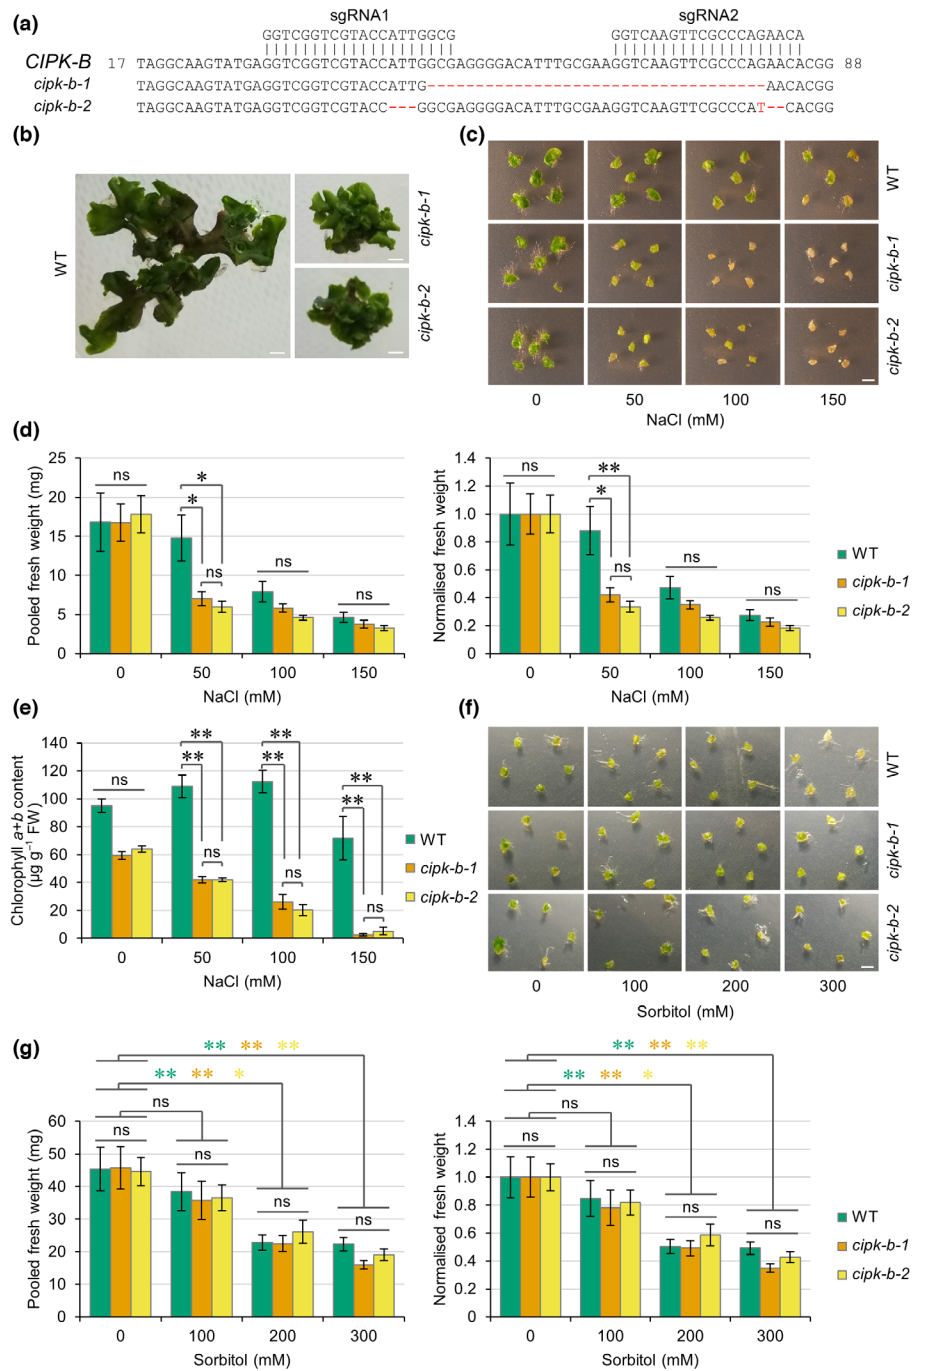 (a)
sgRNA1 sgRNA2
GGTCGGTCGTACCATTGGCG GGTCAAGTTCGCCCAGAACA
CIPK-B 17 TAGGCAAGTATGAGGTCGGTCGTACCATTGGCGAGGGGACATTTGCGAAGGTCAAGTTCGCCCAGAACACGG 88
cipk-b-1 TAGGCAAGTATGAGGTCGGTCGTACCATTG-----------------------------------AACACGG
cipk-b-2 TAGGCAAGTATGAGGTCGGTCGTACC---GGCGAGGGGACATTTGCGAAGGTCAAGTTCGCCCAT--CACGG
(b)
WT
cipk-b-1
cipk-b-2
(c)
WT
cipk-b-1
cipk-b-2
0 50 100 150
NaCl (mM)
(d)
Pooled fresh weight (mg)
25
20
15
10
5
0
ns * * ns ns ns
0 50 100 150
NaCl (mM)
Normalised fresh weight
1.4
1.2
1.0
0.8
0.6
0.4
0.2
0
ns ** * ns ns ns
0 50 100 150
NaCl (mM)
WT
cipk-b-1
cipk-b-2
(e)
Chlorophyll a+b content
(µg g⁻¹ FW)
140
120
100
80
60
40
20
0
ns ** ** ns ** ** ns ** ** ns
0 50 100 150
NaCl (mM)
WT
cipk-b-1
cipk-b-2
(f)
WT
cipk-b-1
cipk-b-2
0 100 200 300
Sorbitol (mM)
(g)
** ** **
** ** *
ns
Pooled fresh weight (mg)
60
50
40
30
20
10
0
ns ns ns ns
0 100 200 300
Sorbitol (mM)
** ** **
** ** *
ns
Normalised fresh weight
1.4
1.2
1.0
0.8
0.6
0.4
0.2
0
ns ns ns ns
0 100 200 300
Sorbitol (mM)
WT
cipk-b-1
cipk-b-2